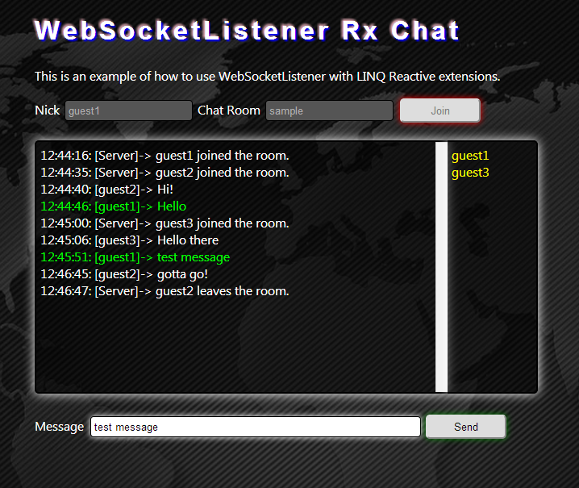 WebSocketListener Rx Chat
This is an example of how to use WebSocketListener with LINQ Reactive extensions.
Nick guest1 Chat Room sample Join
12:44:16: [Server]-> guest1 joined the room.
12:44:35: [Server]-> guest2 joined the room.
12:44:40: [guest2]-> Hi!
12:44:46: [guest1]-> Hello
12:45:00: [Server]-> guest3 joined the room.
12:45:06: [guest3]-> Hello there
12:45:51: [guest1]-> test message
12:46:45: [guest2]-> gotta go!
12:46:47: [Server]-> guest2 leaves the room.
guest1
guest3
Message test message Send